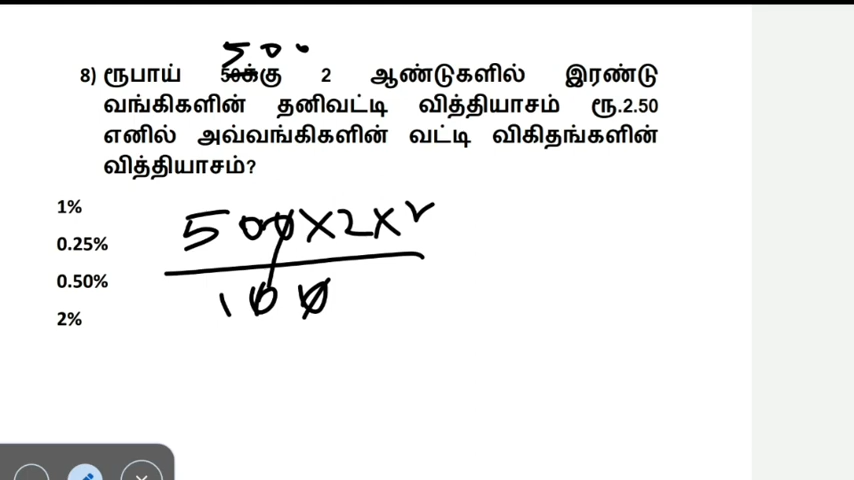 500
8) ரூபாய் 50க்கு 2 ஆண்டுகளில் இரண்டு
வங்கிகளின் தனிவட்டி வித்தியாசம் ரூ.2.50
எனில் அவ்வங்கிகளின் வட்டி விகிதங்களின்
வித்தியாசம்?
1%
0.25%
0.50%
2%
500×2×r
100